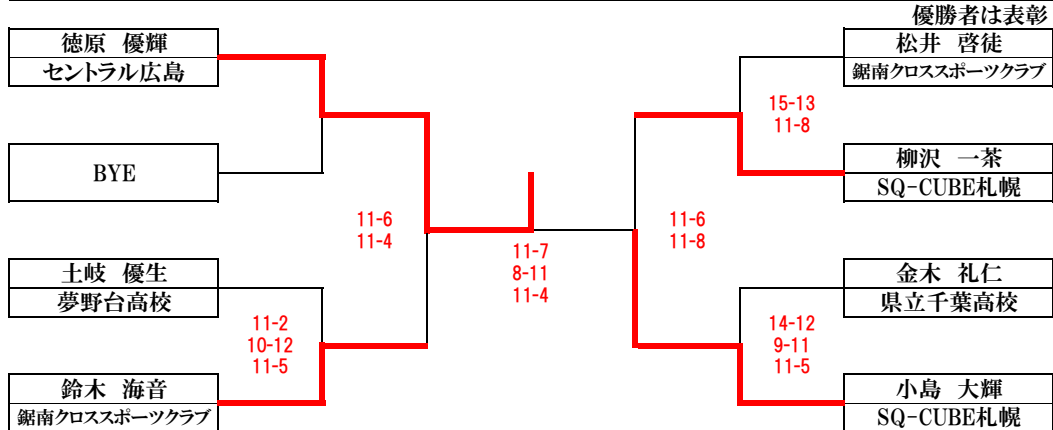 優勝者は表彰
徳原 優輝
セントラル広島
BYE
土岐 優生
夢野台高校
鈴木 海音
鋸南クロススポーツクラブ
11-2
10-12
11-5
11-6
11-4
11-7
8-11
11-4
11-6
11-8
15-13
11-8
14-12
9-11
11-5
松井 啓徒
鋸南クロススポーツクラブ
柳沢 一茶
SQ-CUBE札幌
金木 礼仁
県立千葉高校
小島 大輝
SQ-CUBE札幌